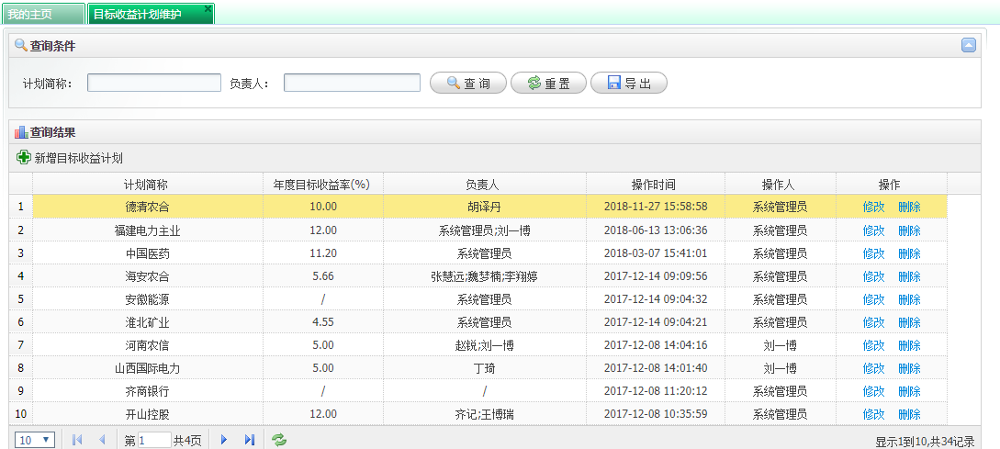 我的主页 目标收益计划维护
查询条件
计划简称： 负责人： 查 询 重 置 导 出
查询结果
新增目标收益计划
计划简称 年度目标收益率(%) 负责人 操作时间 操作人 操作
1 德清农合 10.00 胡译丹 2018-11-27 15:58:58 系统管理员 修改 删除
2 福建电力主业 12.00 系统管理员;刘一博 2018-06-13 13:06:36 系统管理员 修改 删除
3 中国医药 11.20 系统管理员 2018-03-07 15:41:01 系统管理员 修改 删除
4 海安农合 5.66 张慧远;魏梦楠;李翔婷 2017-12-14 09:09:56 系统管理员 修改 删除
5 安徽能源 / 系统管理员 2017-12-14 09:04:32 系统管理员 修改 删除
6 淮北矿业 4.55 系统管理员 2017-12-14 09:04:21 系统管理员 修改 删除
7 河南农信 5.00 赵锐;刘一博 2017-12-08 14:04:16 刘一博 修改 删除
8 山西国际电力 5.00 丁琦 2017-12-08 14:01:40 刘一博 修改 删除
9 齐商银行 / / 2017-12-08 11:20:12 系统管理员 修改 删除
10 开山控股 12.00 齐记;王博瑞 2017-12-08 10:35:59 系统管理员 修改 删除
10 第 1 共4页 显示1到10,共34记录